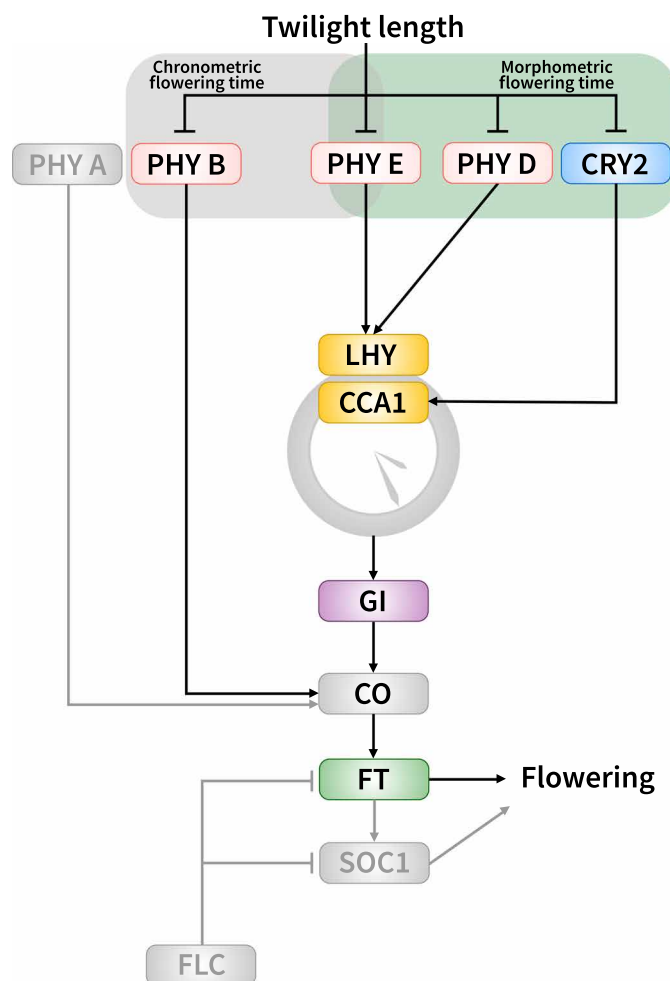 Twilight length
Chronometric
flowering time
Morphometric
flowering time
PHY A
PHY B
PHY E
PHY D
CRY2
LHY
CCA1
GI
CO
FT
Flowering
SOC1
FLC